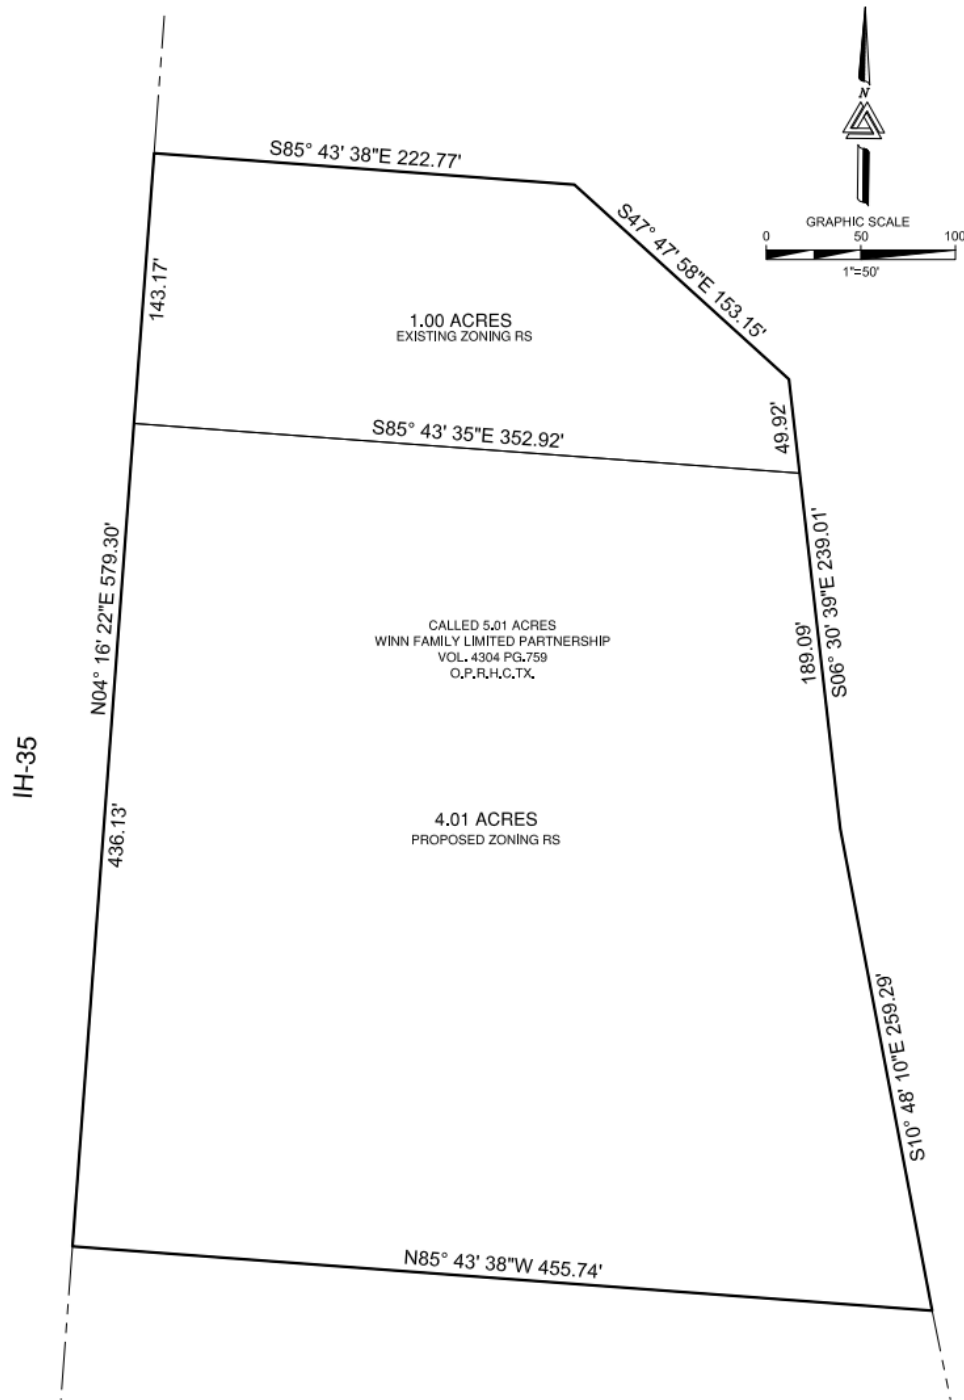 N
GRAPHIC SCALE
0 50 100
1"=50'
S85° 43' 38"E 222.77'
S47° 47' 58"E 153.15'
143.17'
1.00 ACRES
EXISTING ZONING RS
49.92'
S85° 43' 35"E 352.92'
N04° 16' 22"E 579.30'
S06° 30' 39"E 239.01'
189.09'
CALLED 5.01 ACRES
WINN FAMILY LIMITED PARTNERSHIP
VOL. 4304 PG.759
O.P.R.H.C.TX.
IH-35
436.13'
4.01 ACRES
PROPOSED ZONING RS
S10° 48' 10"E 259.29'
N85° 43' 38"W 455.74'